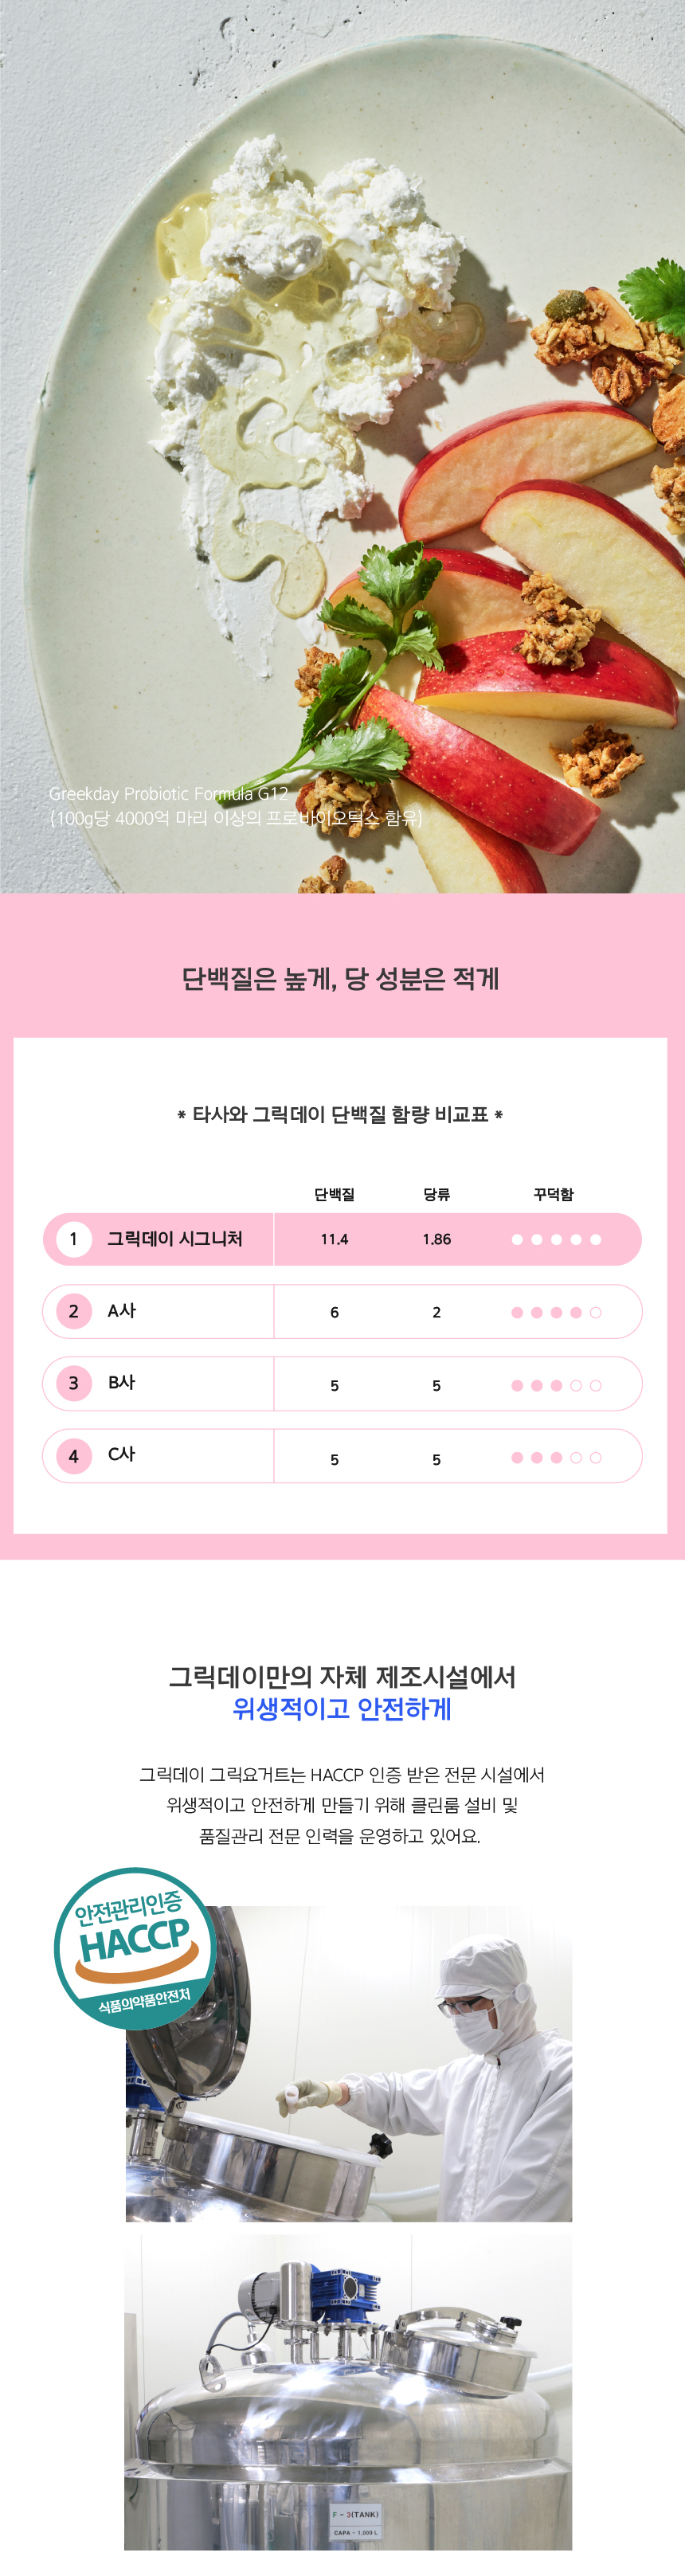 Greekday Probiotic Formula G12
(100g당 4000억 마리 이상의 프로바이오틱스 함유)
단백질은 높게, 당 성분은 적게
* 타사와 그릭데이 단백질 함량 비교표 *
단백질 당류 꾸덕함
1 그릭데이 시그니처 11.4 1.86
2 A사 6 2
3 B사 5 5
4 C사 5 5
그릭데이만의 자체 제조시설에서
위생적이고 안전하게
그릭데이 그릭요거트는 HACCP 인증 받은 전문 시설에서
위생적이고 안전하게 만들기 위해 클린룸 설비 및
품질관리 전문 인력을 운영하고 있어요.
안전관리인증
HACCP
식품의약품안전처
F - 3(TANK)
CAPA - 1,009 L